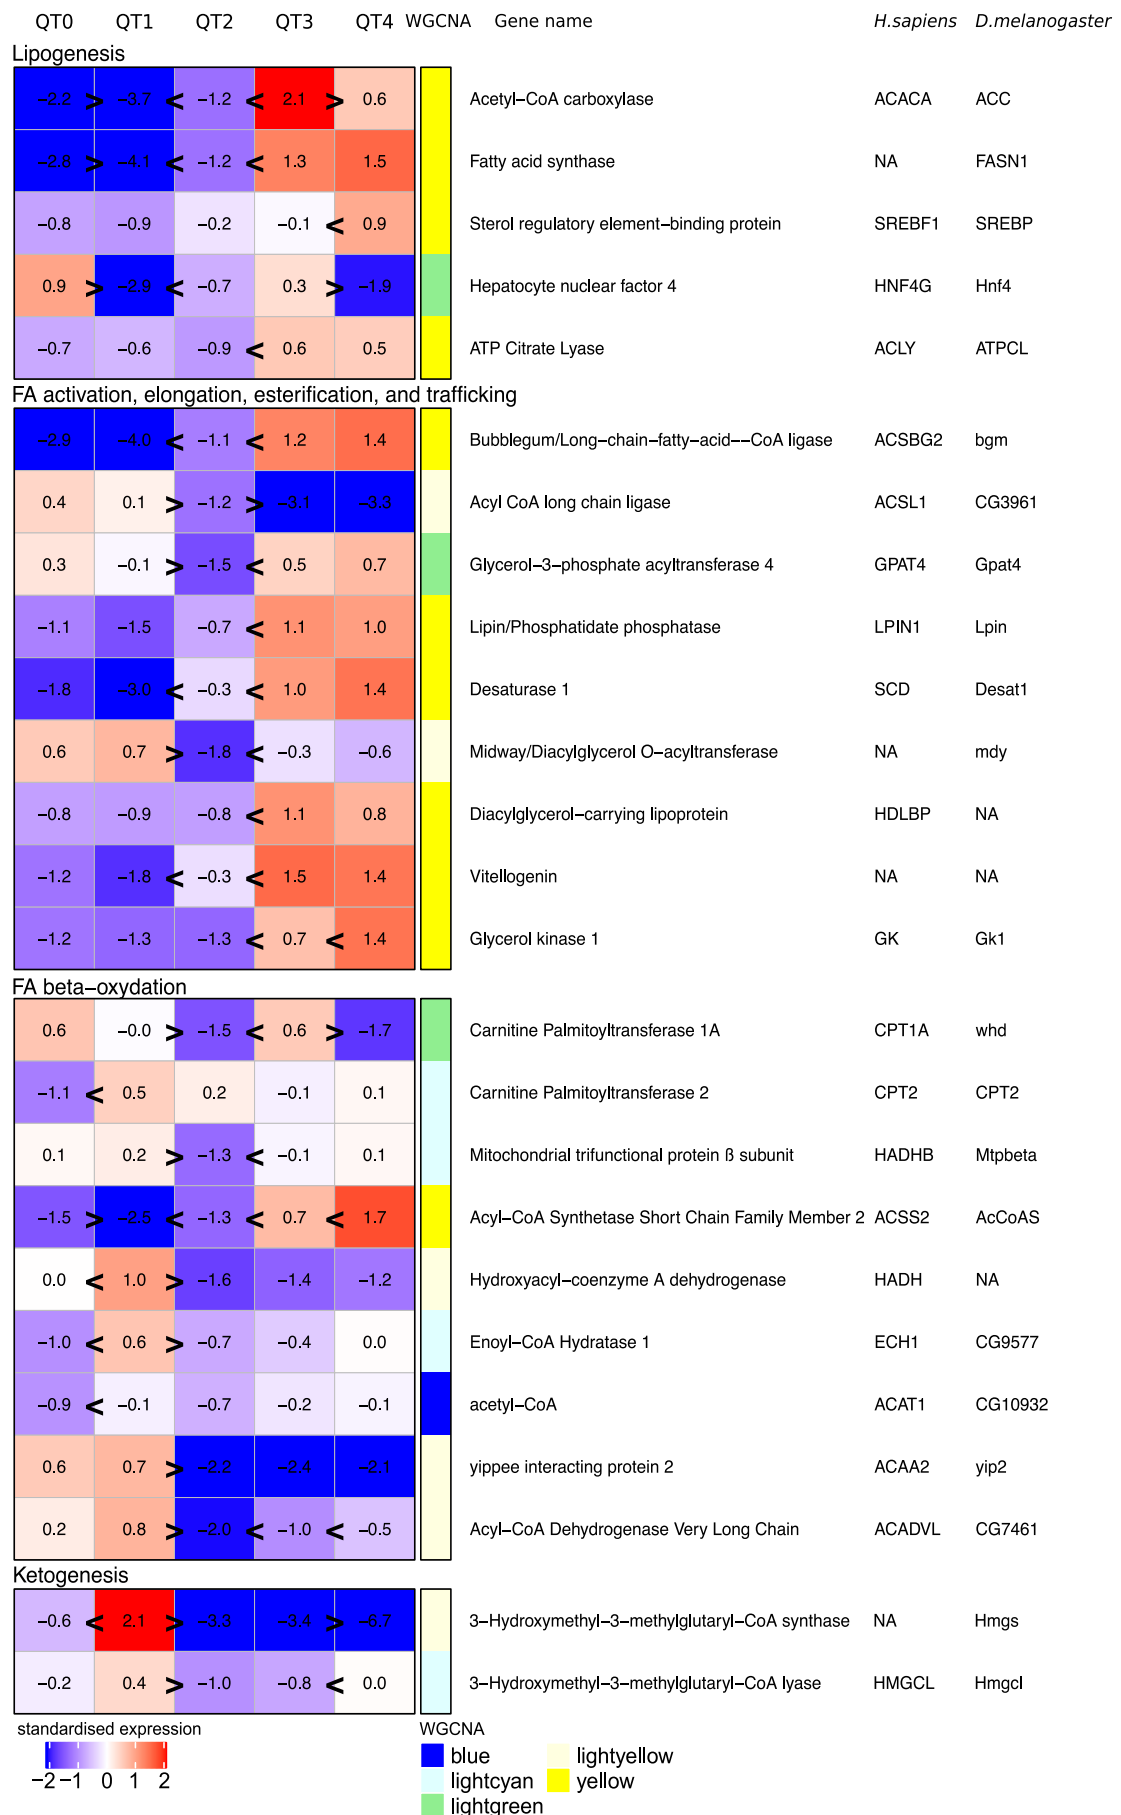 QT0 QT1 QT2 QT3 QT4 WGCNA Gene name H.sapiens D.melanogaster
Lipogenesis
−2.2 > −3.7 < −1.2 < 2.1 > 0.6 Acetyl−CoA carboxylase ACACA ACC
−2.8 > −4.1 < −1.2 < 1.3 1.5 Fatty acid synthase NA FASN1
−0.8 −0.9 −0.2 −0.1 < 0.9 Sterol regulatory element−binding protein SREBF1 SREBP
0.9 > −2.9 < −0.7 0.3 > −1.9 Hepatocyte nuclear factor 4 HNF4G Hnf4
−0.7 −0.6 −0.9 < 0.6 0.5 ATP Citrate Lyase ACLY ATPCL
FA activation, elongation, esterification, and trafficking
−2.9 −4.0 < −1.1 < 1.2 1.4 Bubblegum/Long−chain−fatty−acid−−CoA ligase ACSBG2 bgm
0.4 0.1 > −1.2 > −3.1 −3.3 Acyl CoA long chain ligase ACSL1 CG3961
0.3 −0.1 > −1.5 < 0.5 0.7 Glycerol−3−phosphate acyltransferase 4 GPAT4 Gpat4
−1.1 −1.5 −0.7 < 1.1 1.0 Lipin/Phosphatidate phosphatase LPIN1 Lpin
−1.8 −3.0 < −0.3 < 1.0 1.4 Desaturase 1 SCD Desat1
0.6 0.7 > −1.8 < −0.3 −0.6 Midway/Diacylglycerol O−acyltransferase NA mdy
−0.8 −0.9 −0.8 < 1.1 0.8 Diacylglycerol−carrying lipoprotein HDLBP NA
−1.2 −1.8 < −0.3 < 1.5 1.4 Vitellogenin NA NA
−1.2 −1.3 −1.3 < 0.7 < 1.4 Glycerol kinase 1 GK Gk1
FA beta−oxydation
0.6 −0.0 > −1.5 < 0.6 > −1.7 Carnitine Palmitoyltransferase 1A CPT1A whd
−1.1 < 0.5 0.2 −0.1 0.1 Carnitine Palmitoyltransferase 2 CPT2 CPT2
0.1 0.2 > −1.3 < −0.1 0.1 Mitochondrial trifunctional protein ß subunit HADHB Mtpbeta
−1.5 > −2.5 < −1.3 < 0.7 < 1.7 Acyl−CoA Synthetase Short Chain Family Member 2 ACSS2 AcCoAS
0.0 < 1.0 > −1.6 −1.4 −1.2 Hydroxyacyl−coenzyme A dehydrogenase HADH NA
−1.0 < 0.6 > −0.7 −0.4 0.0 Enoyl−CoA Hydratase 1 ECH1 CG9577
−0.9 < −0.1 −0.7 −0.2 −0.1 acetyl−CoA ACAT1 CG10932
0.6 0.7 > −2.2 −2.4 −2.1 yippee interacting protein 2 ACAA2 yip2
0.2 0.8 > −2.0 < −1.0 < −0.5 Acyl−CoA Dehydrogenase Very Long Chain ACADVL CG7461
Ketogenesis
−0.6 < 2.1 > −3.3 −3.4 > −6.7 3−Hydroxymethyl−3−methylglutaryl−CoA synthase NA Hmgs
−0.2 0.4 > −1.0 −0.8 < 0.0 3−Hydroxymethyl−3−methylglutaryl−CoA lyase HMGCL Hmgcl
standardised expression
−2 −1 0 1 2
WGCNA
blue lightyellow
lightcyan yellow
lightgreen